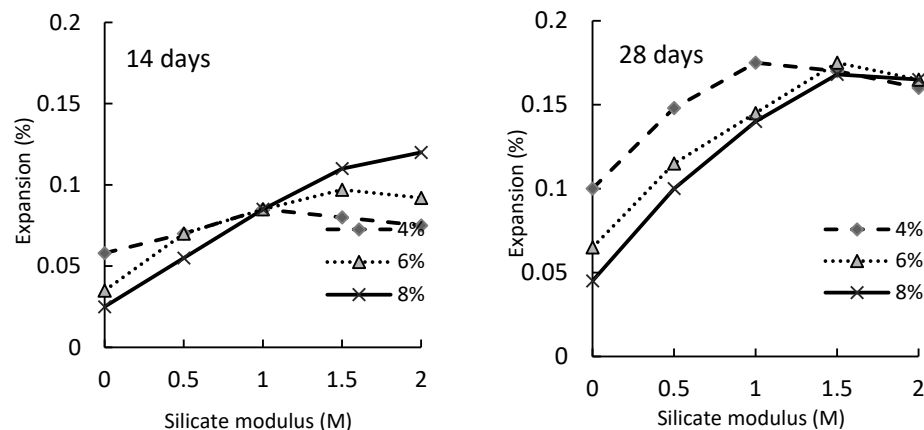 0.2
14 days
0.15
0.1
0.05
0
Expansion (%)
4%
6%
8%
0 0.5 1 1.5 2
Silicate modulus (M)
0.2
28 days
0.15
0.1
0.05
0
Expansion (%)
4%
6%
8%
0 0.5 1 1.5 2
Silicate modulus (M)